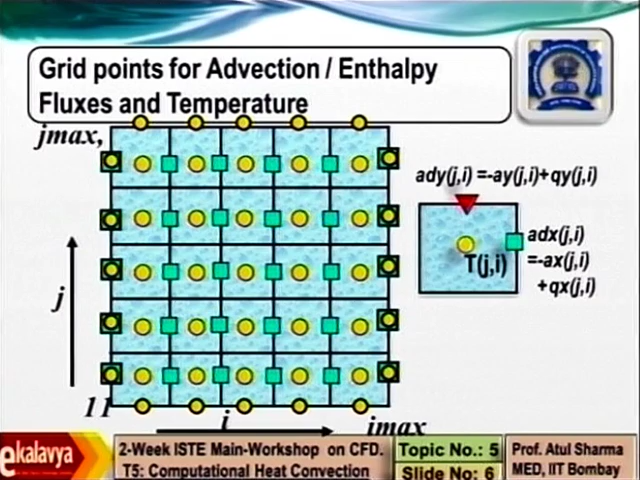 Grid points for Advection / Enthalpy
Fluxes and Temperature
jmax,
ady(j,i) =-ay(j,i)+qy(j,i)
adx(j,i)
=-ax(j,i)
+qx(j,i)
T(j,i)
j
11
i
imax
ekalavya
2-Week ISTE Main-Workshop on CFD.
T5: Computational Heat Convection
Topic No.: 5
Slide No: 6
Prof. Atul Sharma
MED, IIT Bombay